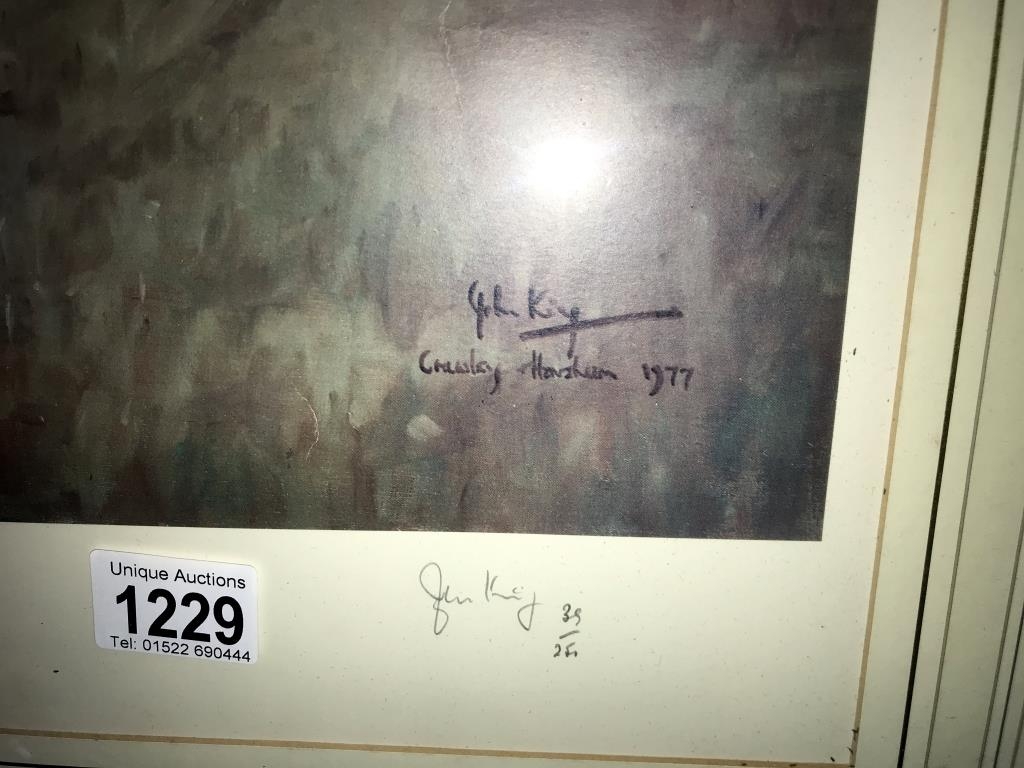 John King
Crawley & Horsham 1977
John King
Unique Auctions
1229
Tel: 01522 690444